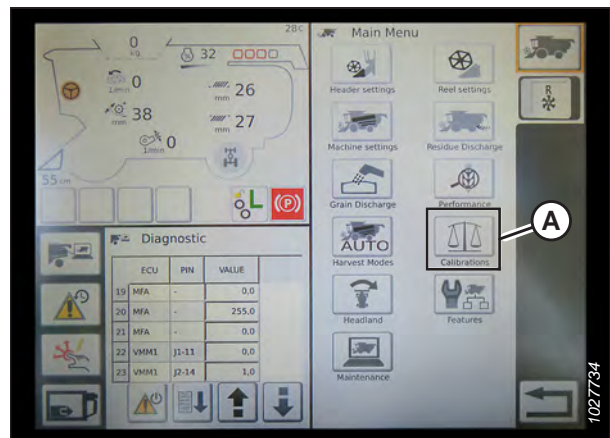 28c
0
kg
32
0
1/min
38
mm
0
1/min
26
mm
27
mm
55 cm
L
(P)
Diagnostic
ECU PIN VALUE
19 MFA - 0,0
20 MFA - 255.0
21 MFA - 0,0
22 VMM1 J1-11 0,0
23 VMM1 J2-14 1,0
Main Menu
Header settings
Reel settings
Machine settings
Residue Discharge
Grain Discharge
Performance
AUTO
Harvest Modes
Calibrations
Headland
Features
Maintenance
R
A
1027734